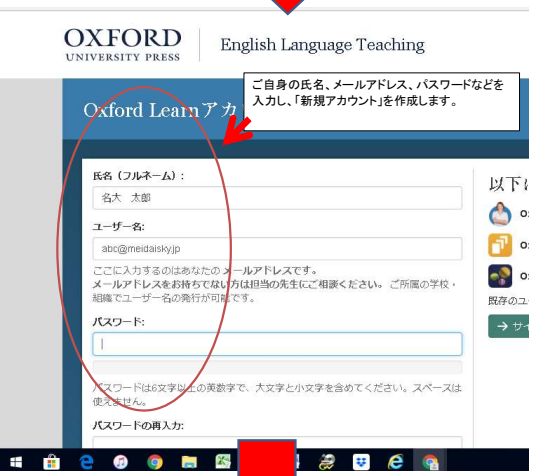 OXFORD
UNIVERSITY PRESS
English Language Teaching
ご自身の氏名、メールアドレス、パスワードなどを
入力し、「新規アカウント」を作成します。
Oxford Learnアカ
氏名（フルネーム）:
名大 太郎
ユーザー名:
abc@meidaisky.jp
ここに入力するのはあなたのメールアドレスです。
メールアドレスをお持ちでない方は担当の先生にご相談ください。ご所属の学校・
組織でユーザー名の発行が可能です。
パスワード:
パスワードは6文字以上の英数字で、大文字と小文字を含めてください。スペースは
使えません。
パスワードの再入力:
以下に
既存のユ
→ サイ